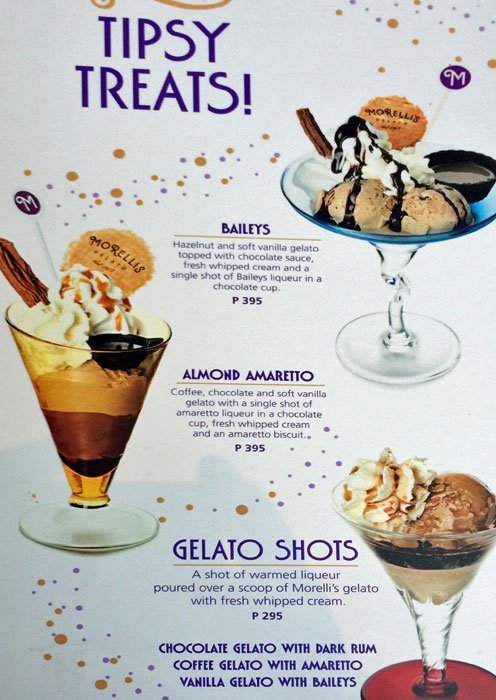 TIPSY
TREATS!
M
MORELLI'S
GELATO
BAILEYS
Hazelnut and soft vanilla gelato
topped with chocolate sauce,
fresh whipped cream and a
single shot of Baileys liqueur in a
chocolate cup.
P 395
M
MORELLI'S
GELATO
ALMOND AMARETTO
Coffee, chocolate and soft vanilla
gelato with a single shot of
amaretto liqueur in a chocolate
cup, fresh whipped cream
and an amaretto biscuit.
P 395
GELATO SHOTS
A shot of warmed liqueur
poured over a scoop of Morelli's gelato
with fresh whipped cream.
P 295
CHOCOLATE GELATO WITH DARK RUM
COFFEE GELATO WITH AMARETTO
VANILLA GELATO WITH BAILEYS